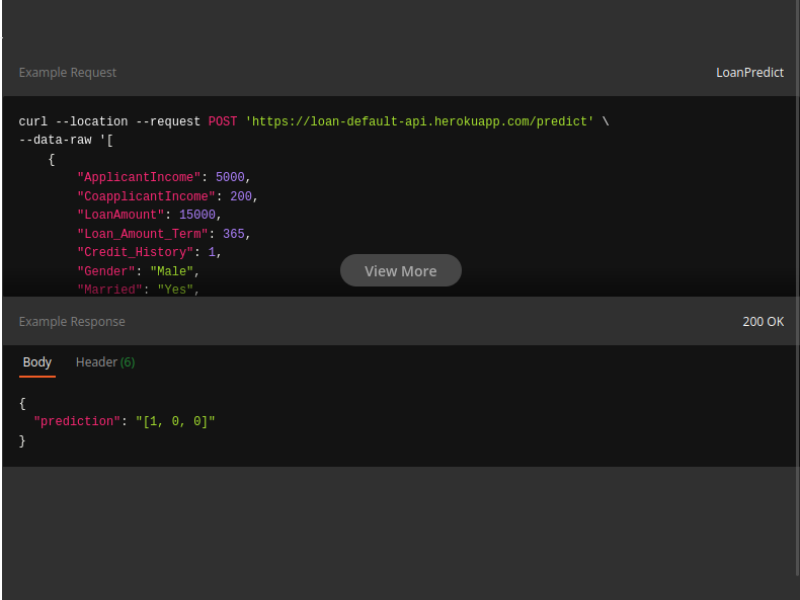 Example Request LoanPredict
curl --location --request POST 'https://loan-default-api.herokuapp.com/predict' \
--data-raw '[
    {
        "ApplicantIncome": 5000,
        "CoapplicantIncome": 200,
        "LoanAmount": 15000,
        "Loan_Amount_Term": 365,
        "Credit_History": 1,
        "Gender": "Male",
View More
        "Married": "Yes",
Example Response 200 OK
Body Header (6)
{
  "prediction": "[1, 0, 0]"
}